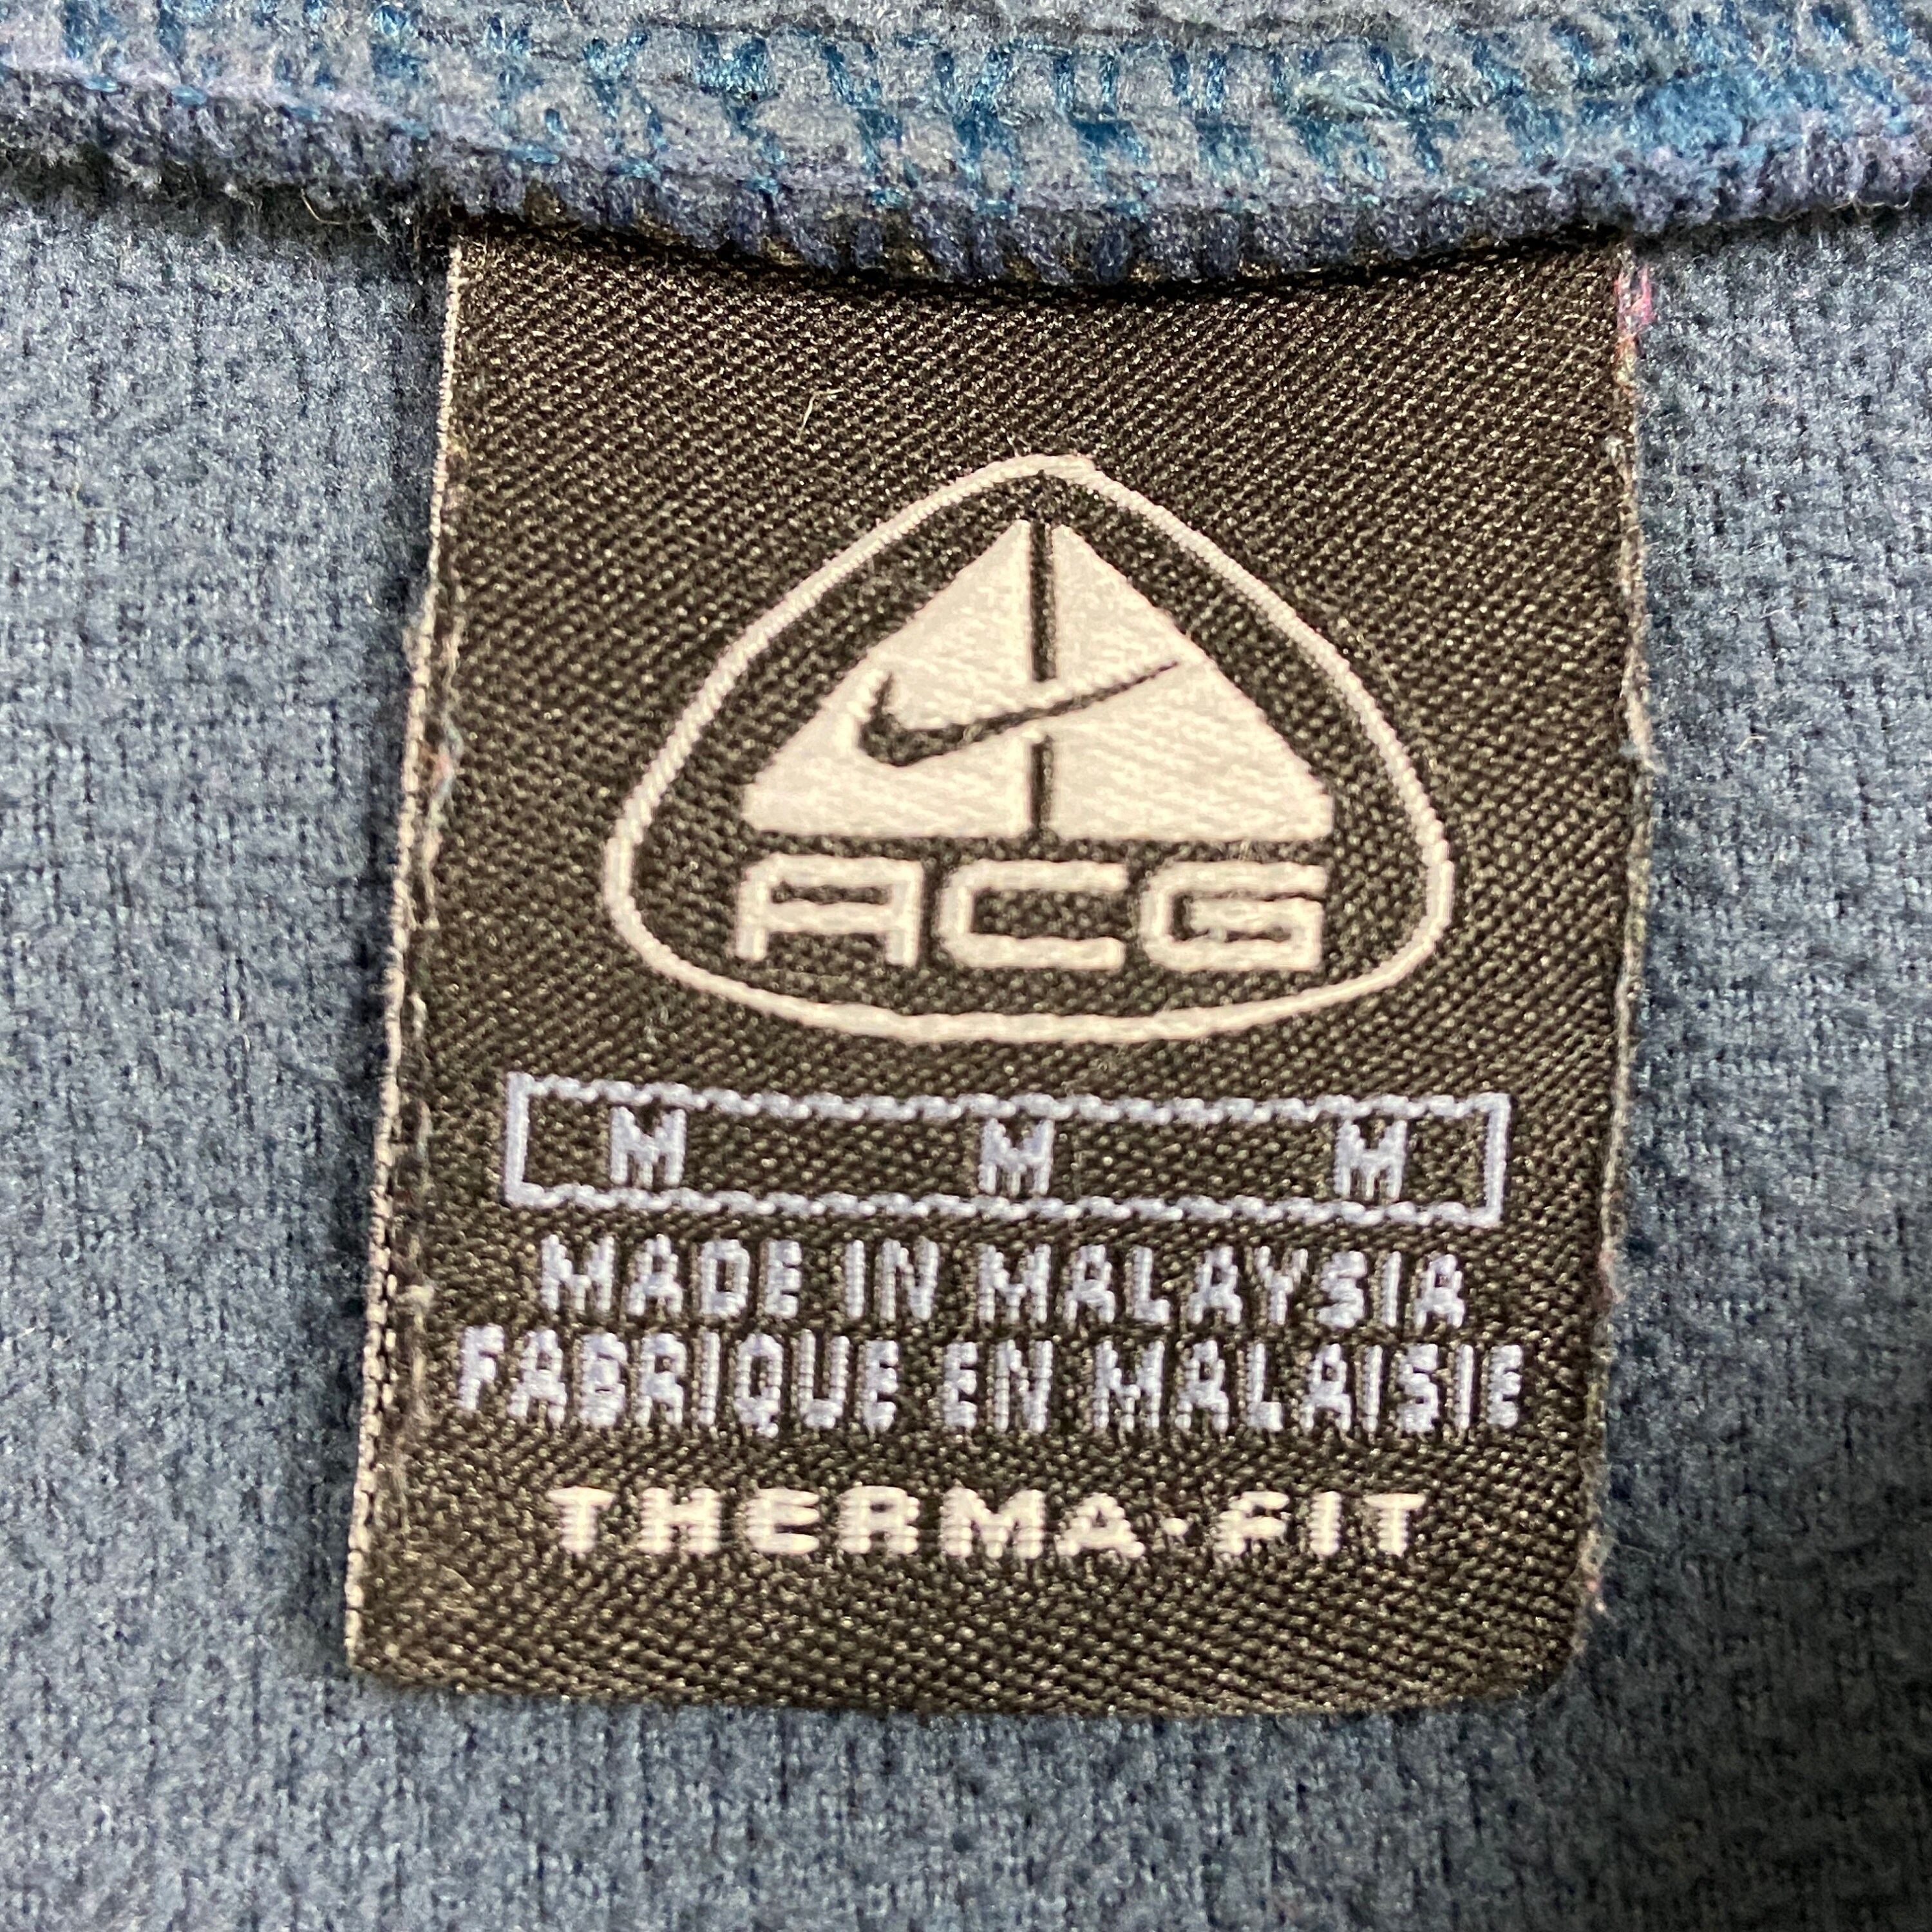 ACG
M M M
MADE IN MALAYSIA
FABRIQUE EN MALAISIE
THERMA·FIT